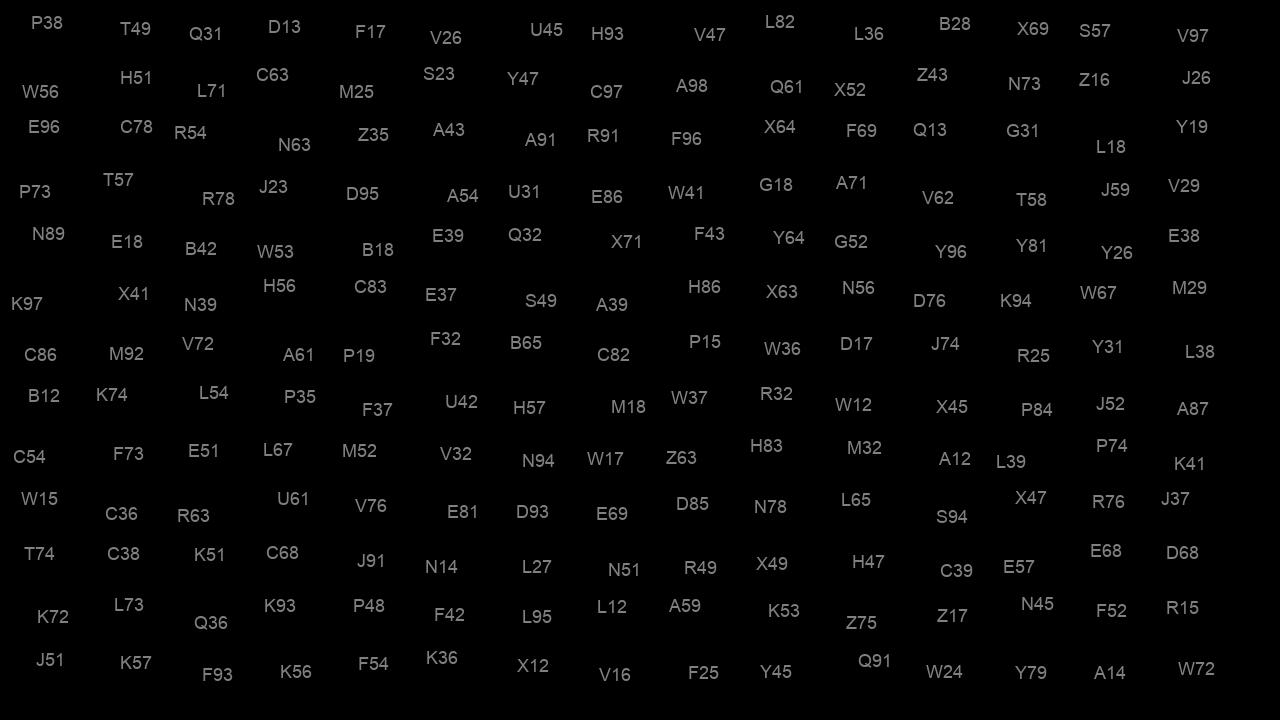 P38 T49 Q31 D13 F17 V26 U45 H93 V47 L82 L36 B28 X69 S57 V97
W56 H51 L71 C63 M25 S23 Y47 C97 A98 Q61 X52 Z43 N73 Z16 J26
E96 C78 R54 N63 Z35 A43 A91 R91 F96 X64 F69 Q13 G31 L18 Y19
P73 T57 R78 J23 D95 A54 U31 E86 W41 G18 A71 V62 T58 J59 V29
N89 E18 B42 W53 B18 E39 Q32 X71 F43 Y64 G52 Y96 Y81 Y26 E38
K97 X41 N39 H56 C83 E37 S49 A39 H86 X63 N56 D76 K94 W67 M29
C86 M92 V72 A61 P19 F32 B65 C82 P15 W36 D17 J74 R25 Y31 L38
B12 K74 L54 P35 F37 U42 H57 M18 W37 R32 W12 X45 P84 J52 A87
C54 F73 E51 L67 M52 V32 N94 W17 Z63 H83 M32 A12 L39 P74 K41
W15 C36 R63 U61 V76 E81 D93 E69 D85 N78 L65 S94 X47 R76 J37
T74 C38 K51 C68 J91 N14 L27 N51 R49 X49 H47 C39 E57 E68 D68
K72 L73 Q36 K93 P48 F42 L95 L12 A59 K53 Z75 Z17 N45 F52 R15
J51 K57 F93 K56 F54 K36 X12 V16 F25 Y45 Q91 W24 Y79 A14 W72